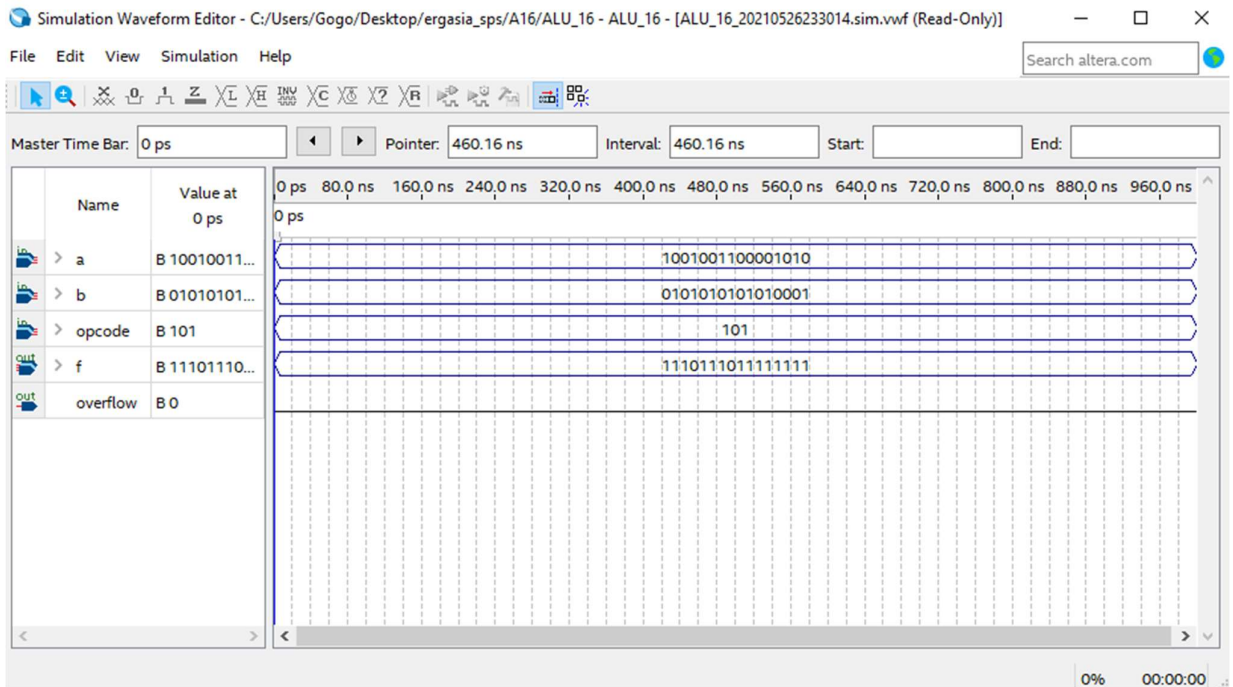 Simulation Waveform Editor - C:/Users/Gogo/Desktop/ergasia_sps/A16/ALU_16 - ALU_16 - [ALU_16_20210526233014.sim.vwf (Read-Only)]
File Edit View Simulation Help
Search altera.com
Master Time Bar: 0 ps Pointer: 460.16 ns Interval: 460.16 ns Start: End:
Name Value at 0 ps
0 ps 80.0 ns 160.0 ns 240.0 ns 320.0 ns 400.0 ns 480.0 ns 560.0 ns 640.0 ns 720.0 ns 800.0 ns 880.0 ns 960.0 ns
0 ps
in a B 10010011... 1001001100001010
in b B 01010101... 0101010101010001
in opcode B 101 101
out f B 11101110... 1110111011111111
out overflow B 0
0% 00:00:00